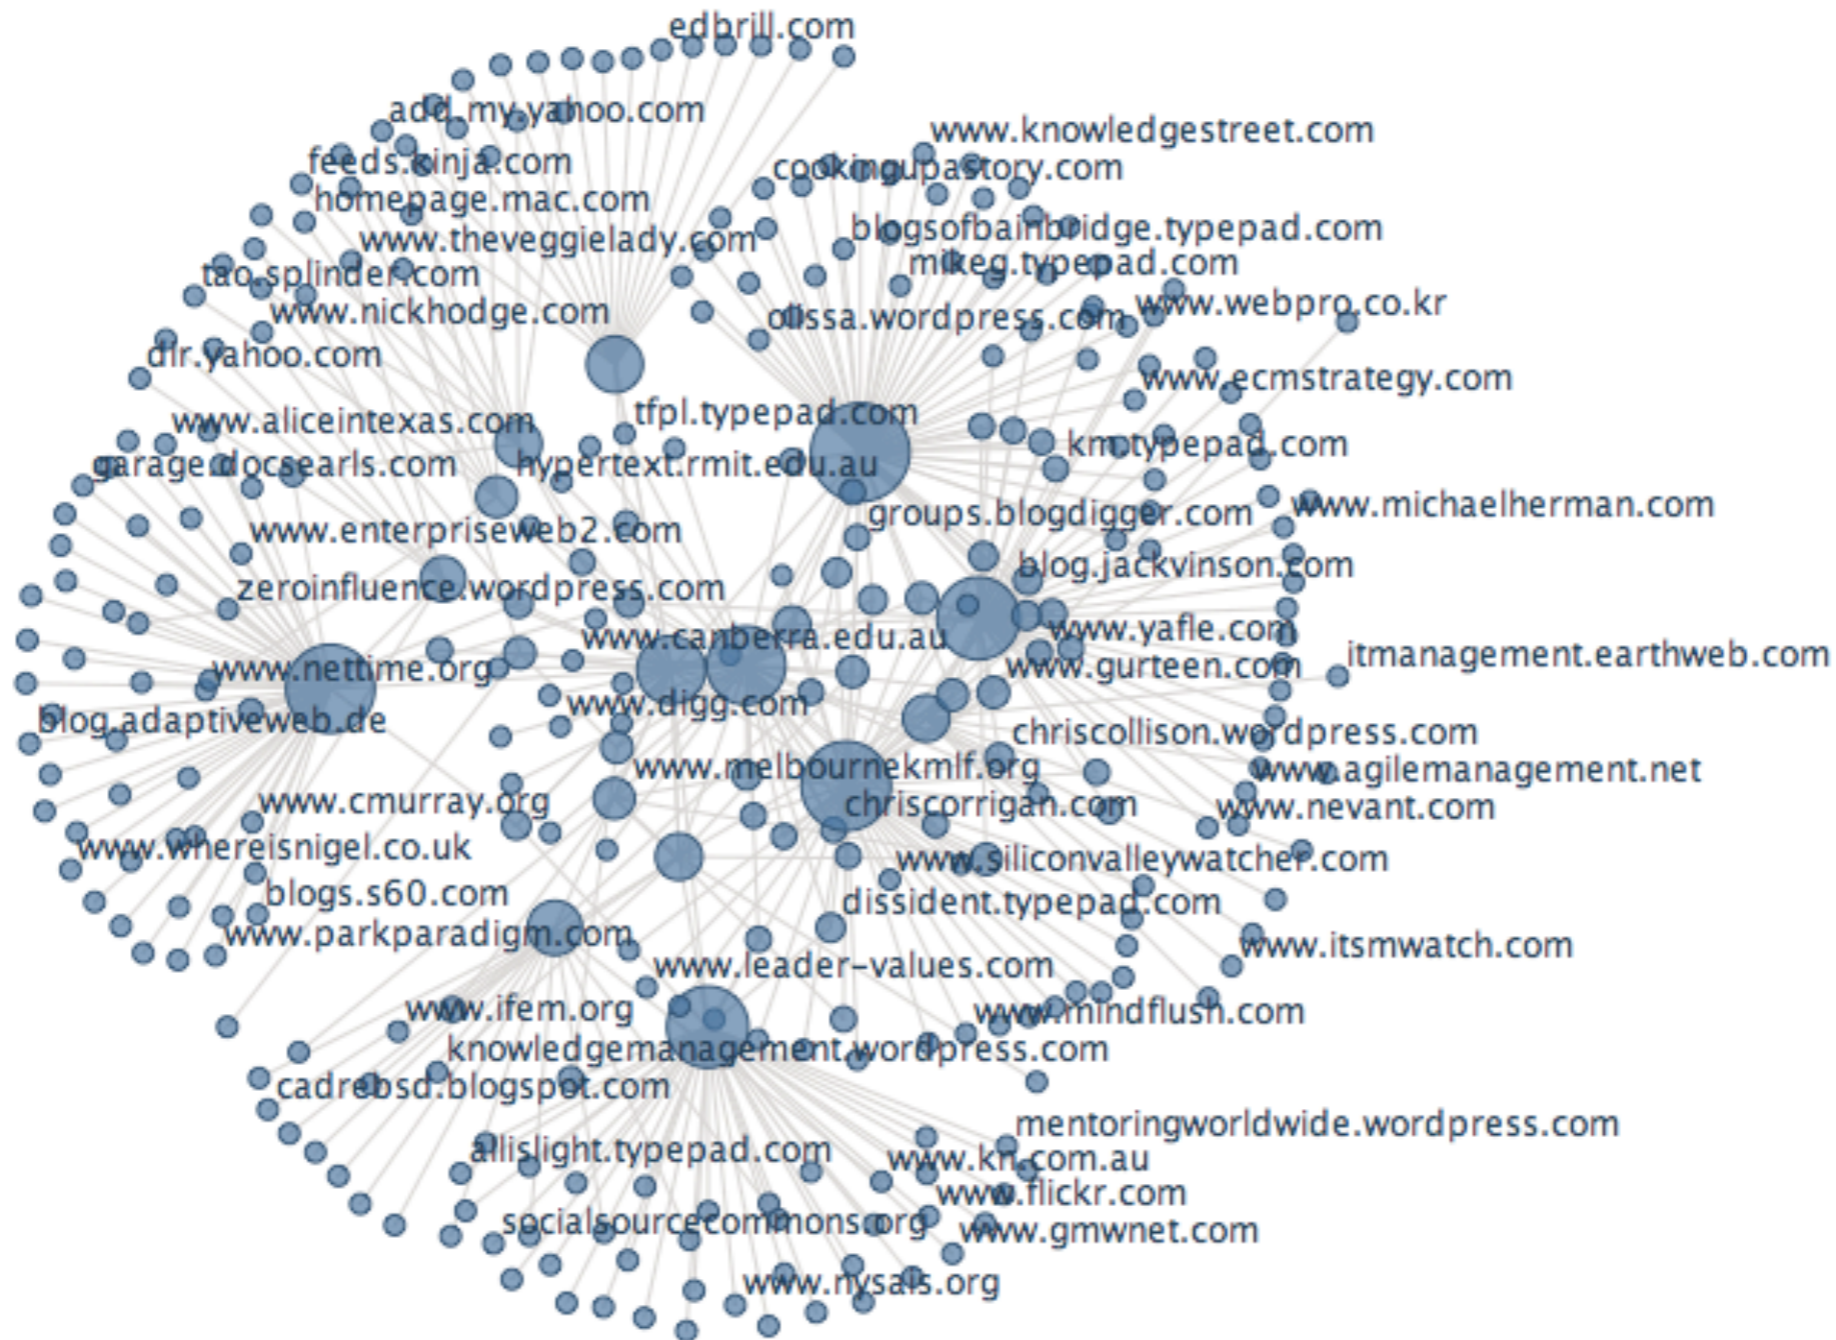 edbrill.com
add.my.yahoo.com
www.knowledgestreet.com
feeds.kinja.com
cookingupastory.com
homepage.mac.com
blogsofbainbridge.typepad.com
www.theveggielady.com
mikeg.typepad.com
tao.splinder.com
www.webpro.co.kr
www.nickhodge.com
olissa.wordpress.com
dir.yahoo.com
www.ecmstrategy.com
tfpl.typepad.com
www.aliceintexas.com
km.typepad.com
garage.docsearls.com
hypertext.rmit.edu.au
www.michaelherman.com
groups.blogdigger.com
www.enterpriseweb2.com
blog.jackvinson.com
zeroinfluence.wordpress.com
www.yafle.com
www.canberra.edu.au
itmanagement.earthweb.com
www.gurteen.com
www.nettime.org
www.digg.com
blog.adaptiveweb.de
chriscollison.wordpress.com
www.melbournekmlf.org
www.agilemanagement.net
www.cmurray.org
chriscorrigan.com
www.nevant.com
www.whereisnigel.co.uk
www.siliconvalleywatcher.com
blogs.s60.com
dissident.typepad.com
www.parkparadigm.com
www.itsmwatch.com
www.leader-values.com
www.ifem.org
www.mindflush.com
knowledgemanagement.wordpress.com
cadrebsd.blogspot.com
mentoringworldwide.wordpress.com
allislight.typepad.com
www.kn.com.au
www.flickr.com
socialsourcecommons.org
www.gmwnet.com
www.nysais.org